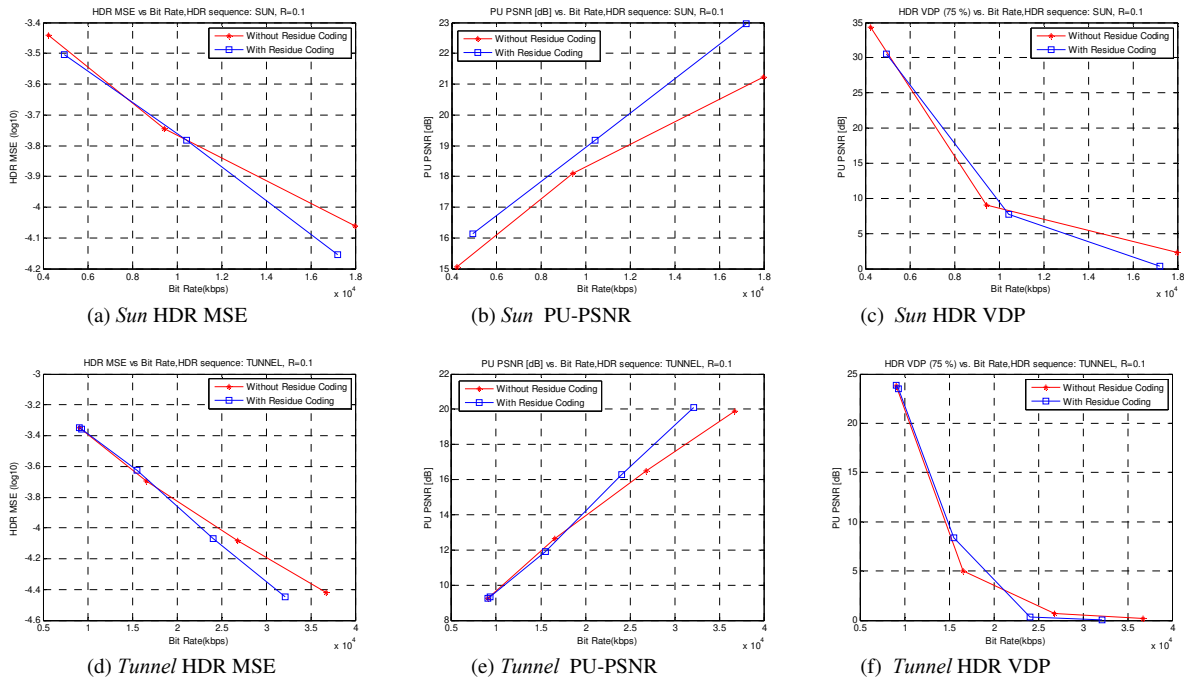 HDR MSE vs Bit Rate,HDR sequence: SUN, R=0.1
-3.4
-3.5
-3.6
-3.7
-3.8
-3.9
-4
-4.1
-4.2
HDR MSE (log10)
Without Residue Coding
With Residue Coding
0.4 0.6 0.8 1 1.2 1.4 1.6 1.8
Bit Rate(kbps)
x 10^4
(a) Sun HDR MSE
PU PSNR [dB] vs. Bit Rate,HDR sequence: SUN, R=0.1
23
22
21
20
19
18
17
16
15
PU PSNR [dB]
Without Residue Coding
With Residue Coding
0.4 0.6 0.8 1 1.2 1.4 1.6 1.8
Bit Rate(kbps)
x 10^4
(b) Sun PU-PSNR
HDR VDP (75 %) vs. Bit Rate,HDR sequence: SUN, R=0.1
35
30
25
20
15
10
5
0
PU PSNR [dB]
Without Residue Coding
With Residue Coding
0.4 0.6 0.8 1 1.2 1.4 1.6 1.8
Bit Rate(kbps)
x 10^4
(c) Sun HDR VDP
HDR MSE vs Bit Rate,HDR sequence: TUNNEL, R=0.1
-3
-3.2
-3.4
-3.6
-3.8
-4
-4.2
-4.4
-4.6
HDR MSE (log10)
Without Residue Coding
With Residue Coding
0.5 1 1.5 2 2.5 3 3.5 4
Bit Rate(kbps)
x 10^4
(d) Tunnel HDR MSE
PU PSNR [dB] vs. Bit Rate,HDR sequence: TUNNEL, R=0.1
22
20
18
16
14
12
10
8
PU PSNR [dB]
Without Residue Coding
With Residue Coding
0.5 1 1.5 2 2.5 3 3.5 4
Bit Rate(kbps)
x 10^4
(e) Tunnel PU-PSNR
HDR VDP (75 %) vs. Bit Rate,HDR sequence: TUNNEL, R=0.1
25
20
15
10
5
0
PU PSNR [dB]
Without Residue Coding
With Residue Coding
0.5 1 1.5 2 2.5 3 3.5 4
Bit Rate(kbps)
x 10^4
(f) Tunnel HDR VDP